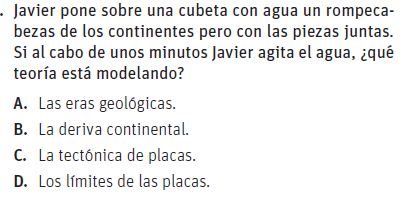 . Javier pone sobre una cubeta con agua un rompeca-
bezas de los continentes pero con las piezas juntas.
Si al cabo de unos minutos Javier agita el agua, ¿qué
teoría está modelando?
A. Las eras geológicas.
B. La deriva continental.
C. La tectónica de placas.
D. Los límites de las placas.